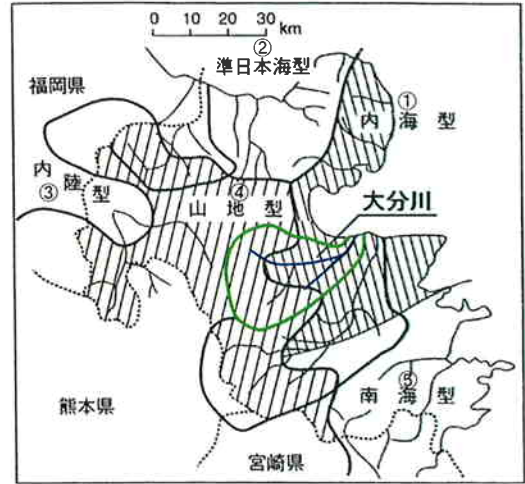 0 10 20 30 km
②
準日本海型
福岡県
①
内海型
内陸型
③
④
山地型
大分川
⑤
南海型
熊本県
宮崎県